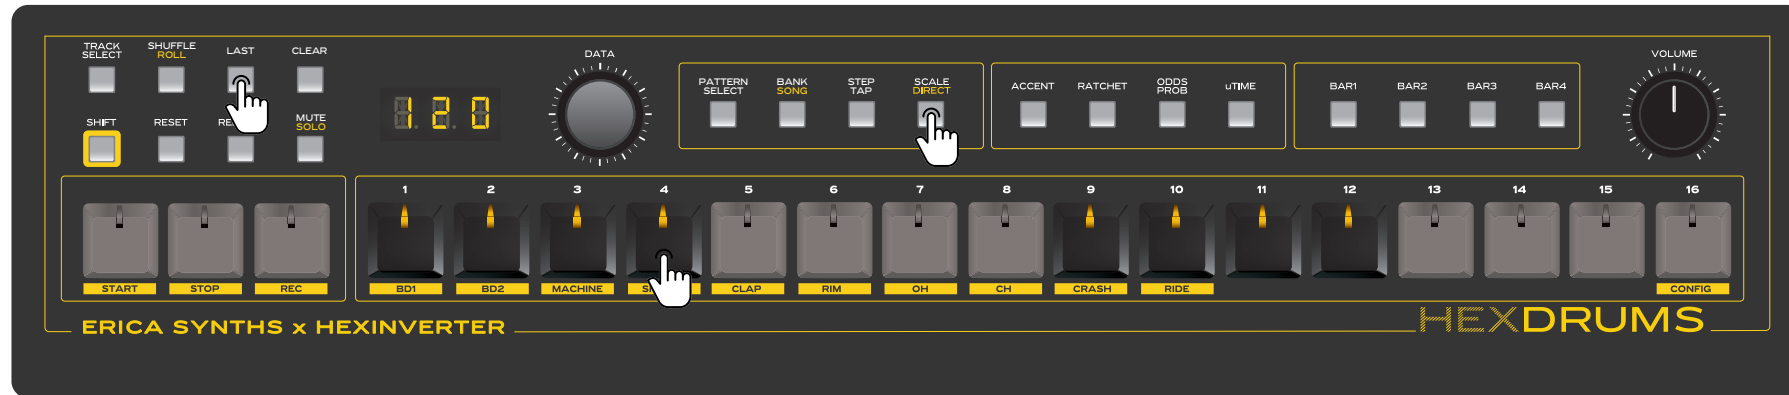 TRACK
SELECT
SHUFFLE
ROLL
LAST
CLEAR
SHIFT
RESET
MUTE
SOLO
120
DATA
PATTERN
SELECT
BANK
SONG
STEP
TAP
SCALE
DIRECT
ACCENT
RATCHET
ODDS
PROB
uTIME
BAR1
BAR2
BAR3
BAR4
VOLUME
1 2 3 4 5 6 7 8 9 10 11 12 13 14 15 16
START STOP REC
BD1 BD2 MACHINE CLAP RIM OH CH CRASH RIDE CONFIG
ERICA SYNTHS x HEXINVERTER
HEXDRUMS